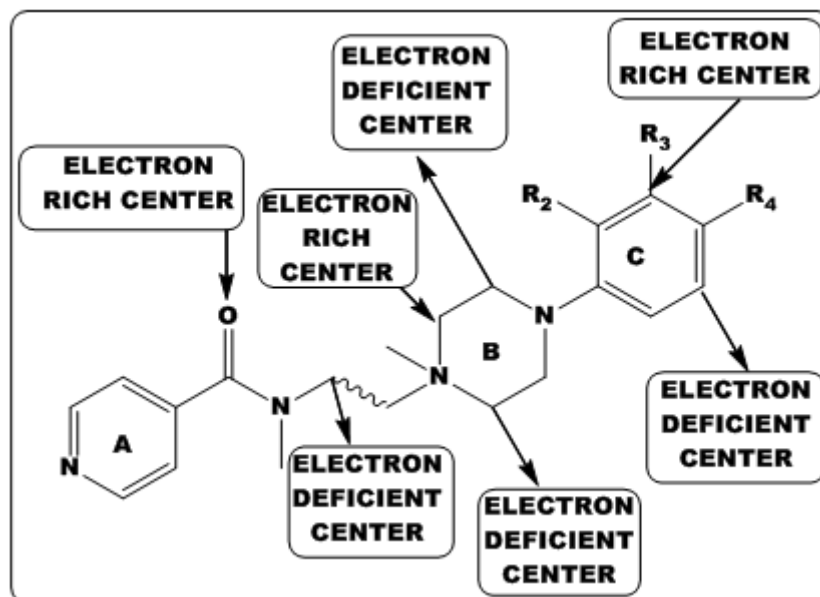 ELECTRON
RICH CENTER
ELECTRON
DEFICIENT
CENTER
ELECTRON
RICH CENTER
ELECTRON
RICH
CENTER
R3
R2
R4
C
N
B
N
O
N
A
N
ELECTRON
DEFICIENT
CENTER
ELECTRON
DEFICIENT
CENTER
ELECTRON
DEFICIENT
CENTER